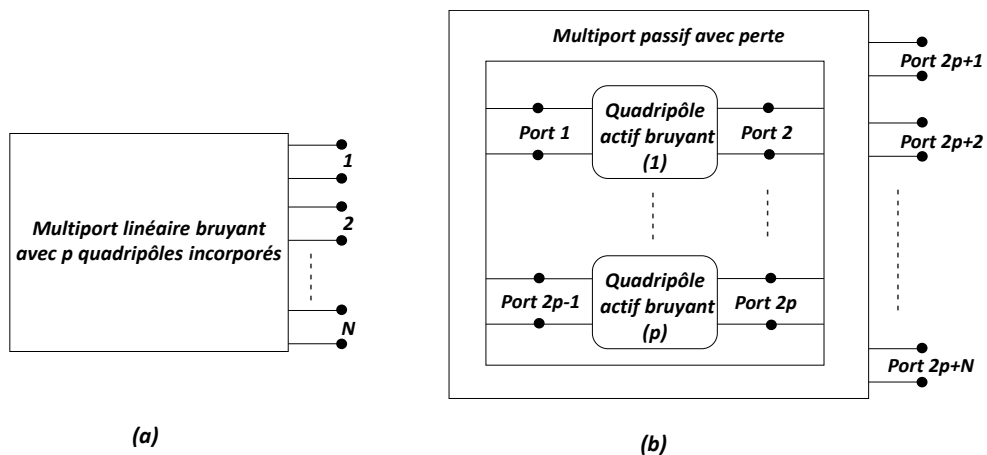 Multiport linéaire bruyant
avec p quadripôles incorporés
1
2
N
(a)
Multiport passif avec perte
Port 1
Quadripôle
actif bruyant
(1)
Port 2
Port 2p-1
Quadripôle
actif bruyant
(p)
Port 2p
Port 2p+1
Port 2p+2
Port 2p+N
(b)